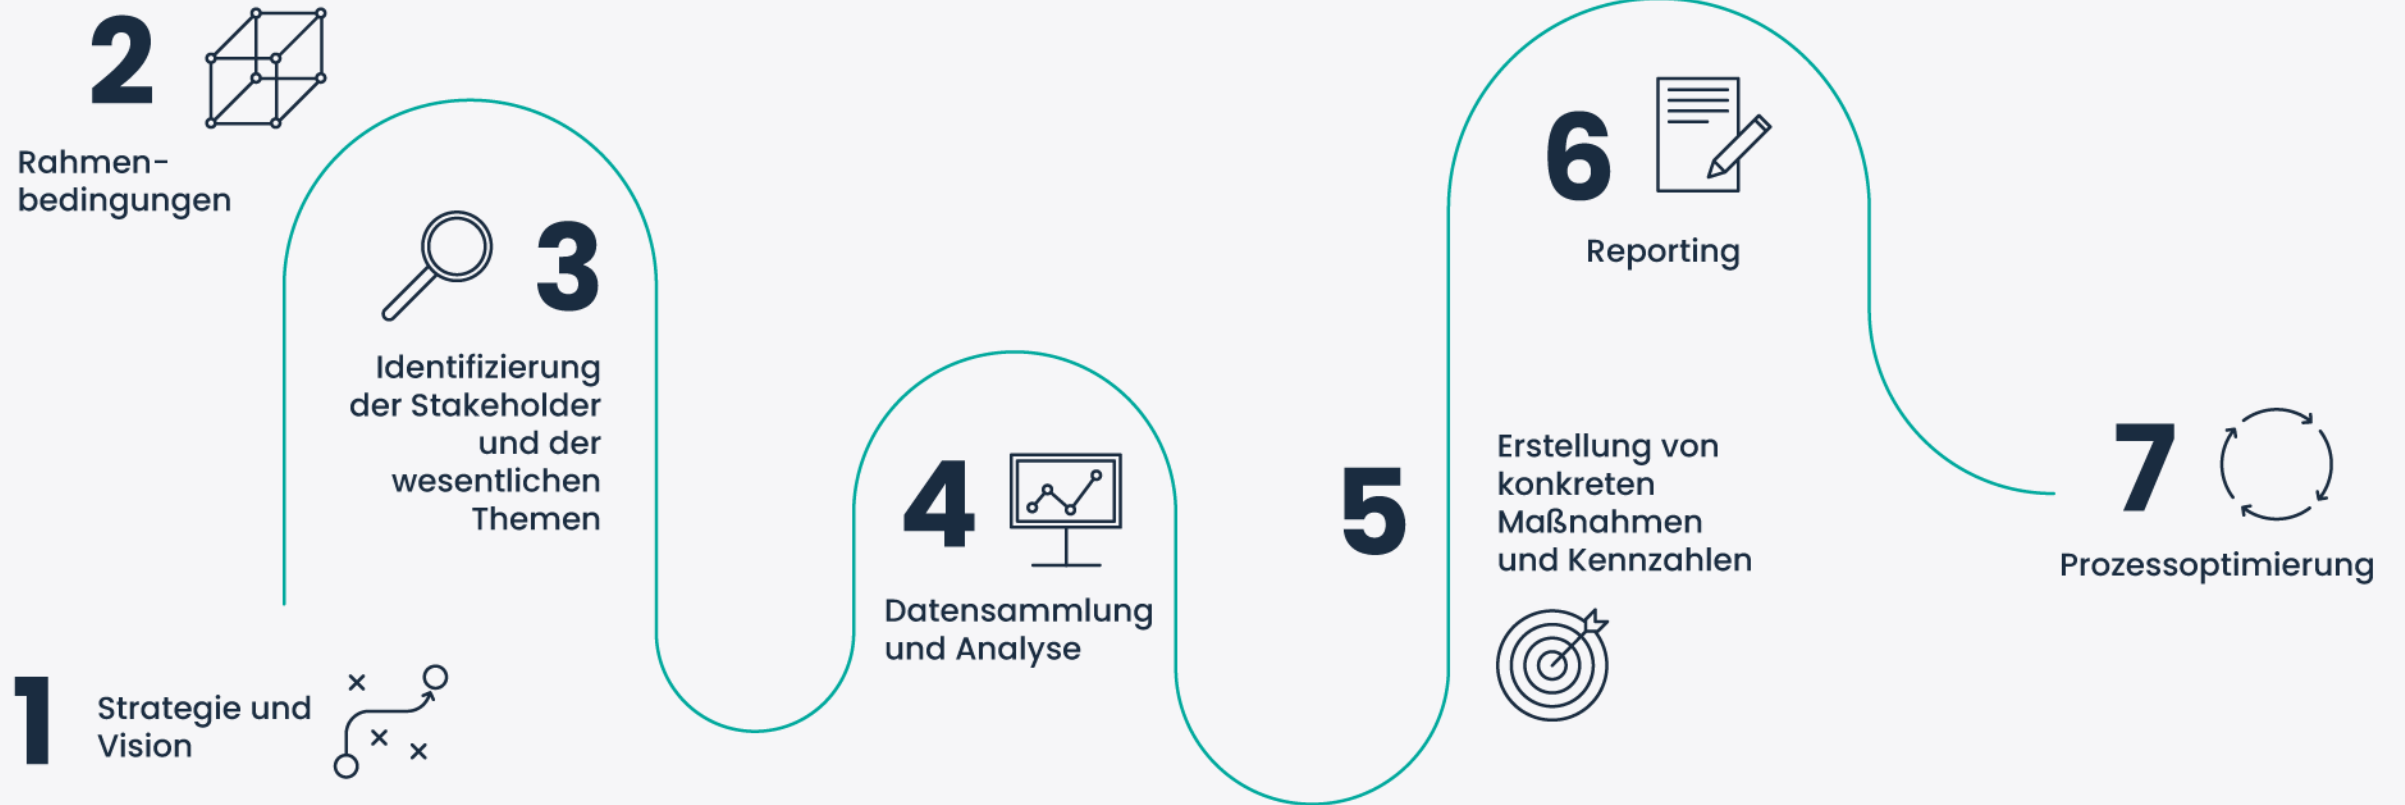 1
Strategie und
Vision
2
Rahmen-
bedingungen
3
Identifizierung
der Stakeholder
und der
wesentlichen
Themen
4
Datensammlung
und Analyse
5
Erstellung von
konkreten
Maßnahmen
und Kennzahlen
6
Reporting
7
Prozessoptimierung